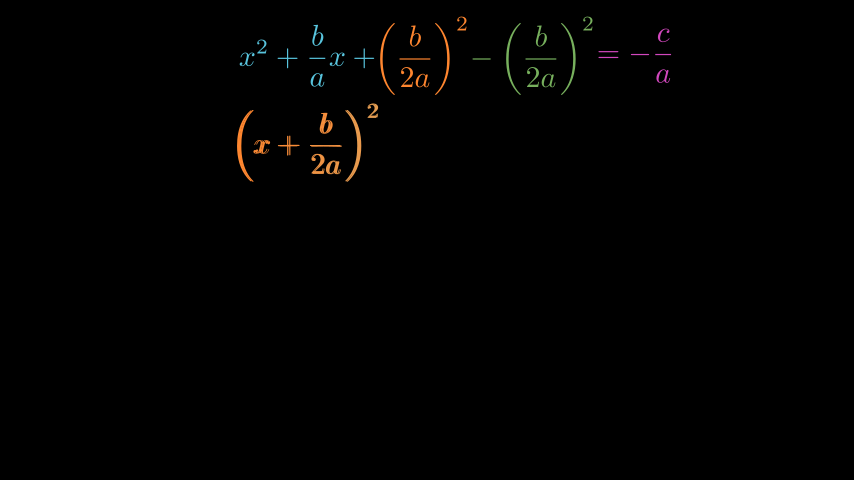 x² + b/a x + (b/2a)² − (b/2a)² = − c/a
(x + b/2a)²